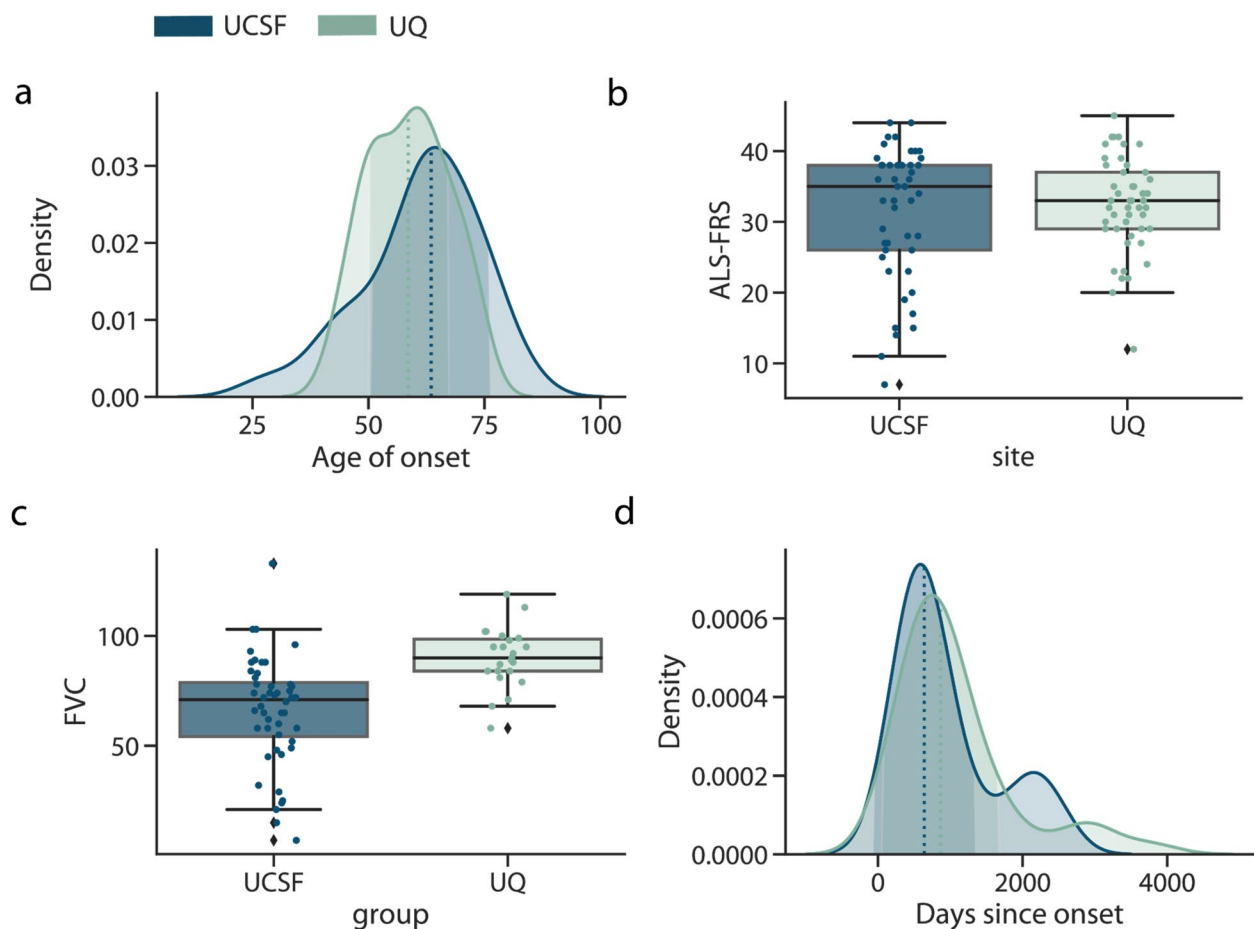 UCSF UQ
a
Density
0.03
0.02
0.01
0.00
25 50 75 100
Age of onset
b
ALS-FRS
40
30
20
10
UCSF UQ
site
c
FVC
100
50
UCSF UQ
group
d
Density
0.0006
0.0004
0.0002
0.0000
0 2000 4000
Days since onset